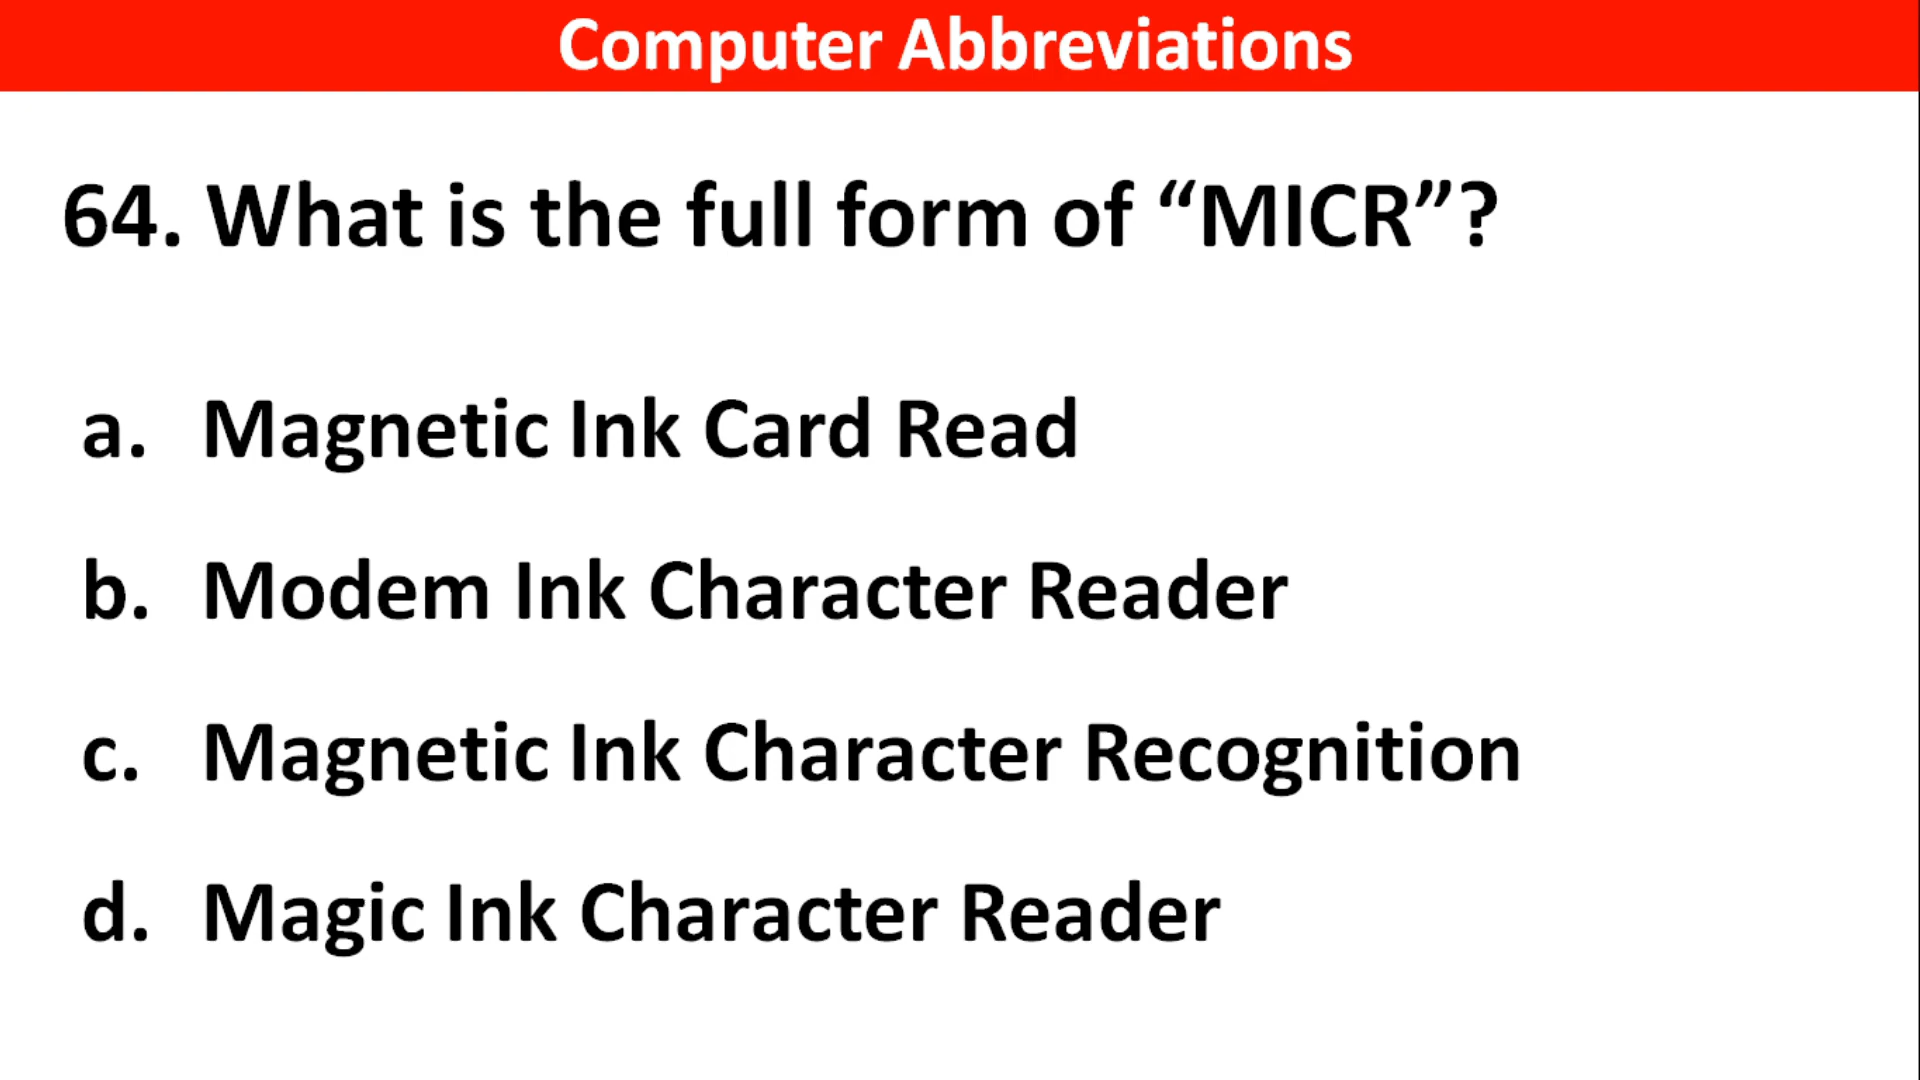 Computer Abbreviations
64. What is the full form of “MICR”?
a. Magnetic Ink Card Read
b. Modem Ink Character Reader
c. Magnetic Ink Character Recognition
d. Magic Ink Character Reader